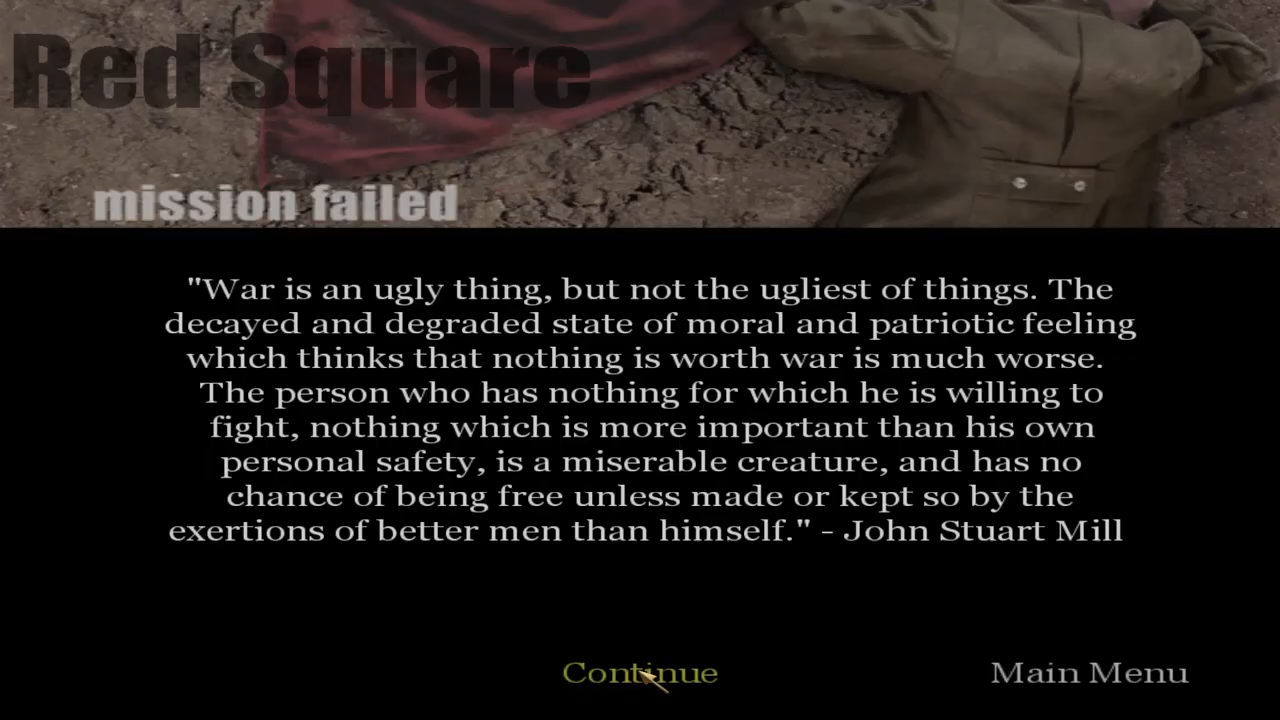 Red Square
mission failed
"War is an ugly thing, but not the ugliest of things. The
decayed and degraded state of moral and patriotic feeling
which thinks that nothing is worth war is much worse.
The person who has nothing for which he is willing to
fight, nothing which is more important than his own
personal safety, is a miserable creature, and has no
chance of being free unless made or kept so by the
exertions of better men than himself." - John Stuart Mill
Continue
Main Menu